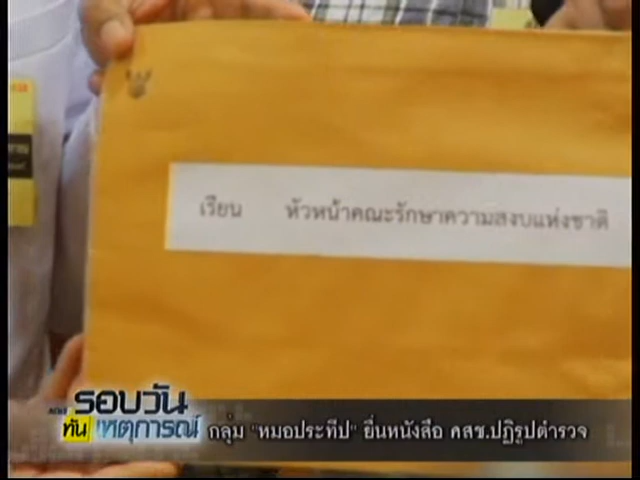 เรียน หัวหน้าคณะรักษาความสงบแห่งชาติ
รอบวัน
ทัน เหตุการณ์
กลุ่ม "หมอประทีป" ยื่นหนังสือ คสช.ปฏิรูปตำรวจ